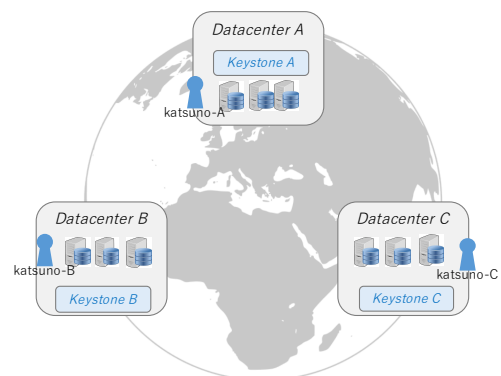 Datacenter A
Keystone A
katsuno-A
Datacenter B
katsuno-B
Keystone B
Datacenter C
katsuno-C
Keystone C